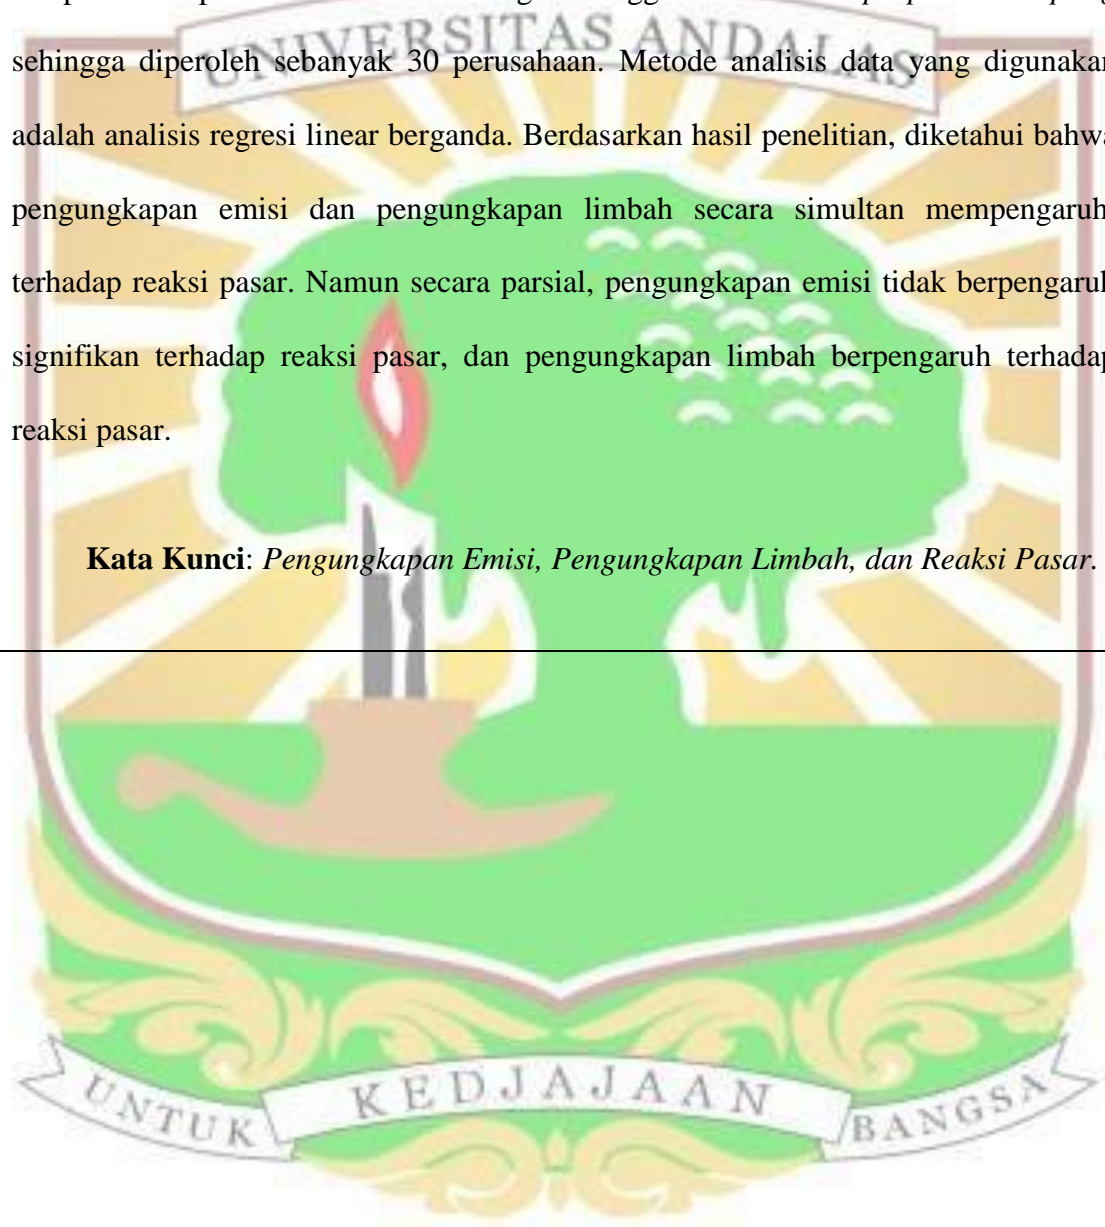 UNIVERSITAS ANDALAS
sehingga diperoleh sebanyak 30 perusahaan. Metode analisis data yang digunakan
adalah analisis regresi linear berganda. Berdasarkan hasil penelitian, diketahui bahwa
pengungkapan emisi dan pengungkapan limbah secara simultan mempengaruh
terhadap reaksi pasar. Namun secara parsial, pengungkapan emisi tidak berpengaruh
signifikan terhadap reaksi pasar, dan pengungkapan limbah berpengaruh terhadap
reaksi pasar.
Kata Kunci: Pengungkapan Emisi, Pengungkapan Limbah, dan Reaksi Pasar.
UNTUK KEDJAJAAN BANGSA